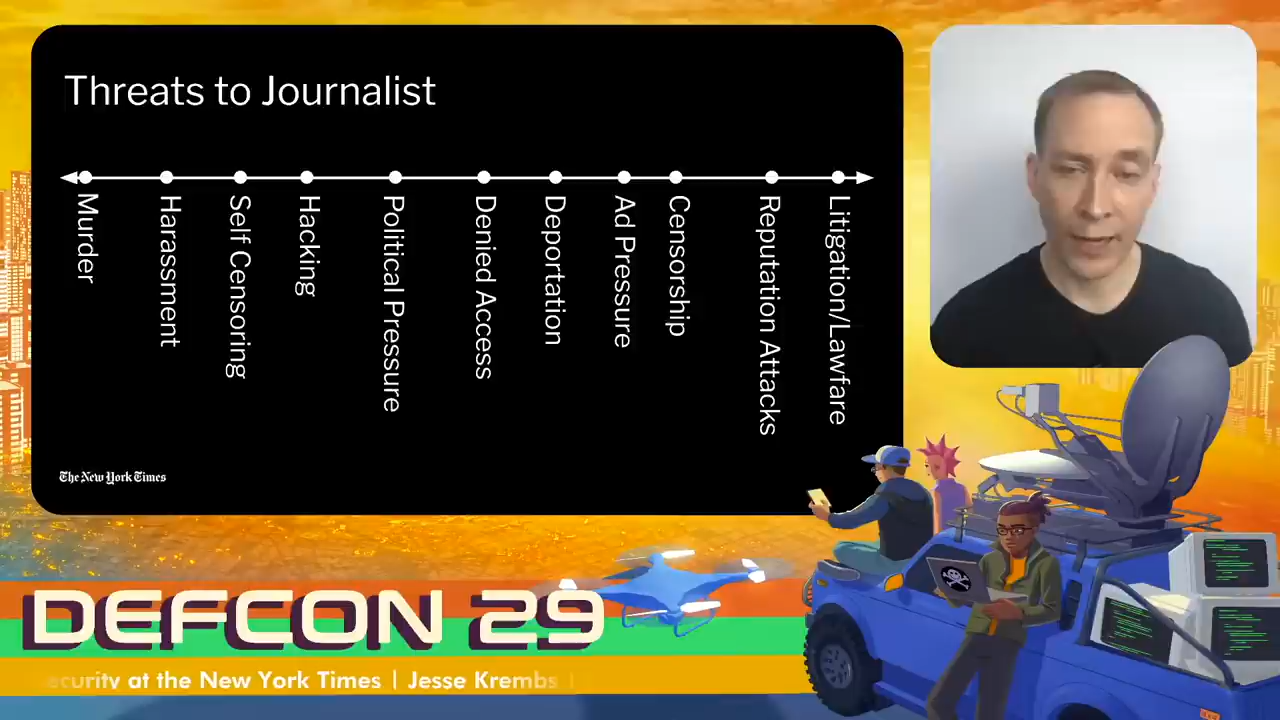 Threats to Journalist
Murder
Harassment
Self Censoring
Hacking
Political Pressure
Denied Access
Deportation
Ad Pressure
Censorship
Reputation Attacks
Litigation/Lawfare
The New York Times
DEFCON 29
ecurity at the New York Times | Jesse Krembs |